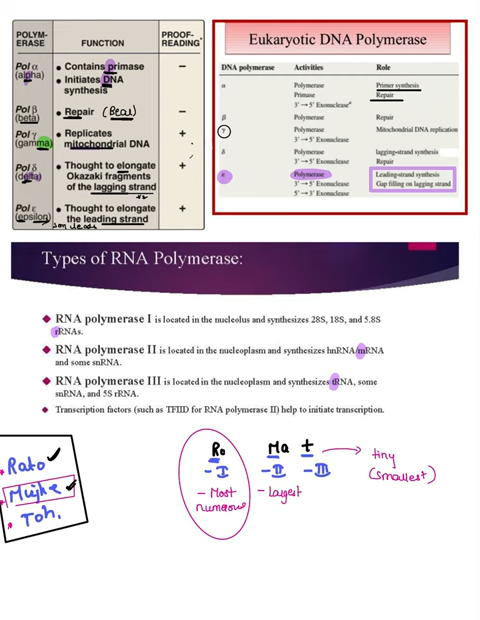 POLYM-
ERASE
FUNCTION
PROOF-
READING*
Pol α
(alpha)
• Contains primase
• Initiates DNA
synthesis
–
Pol β
(beta)
• Repair (Beta)
–
Pol γ
(gamma)
• Replicates
mitochondrial DNA
+
Pol δ
(delta)
• Thought to elongate
Okazaki fragments
of the lagging strand
+
Pol ε
(epsilon)
• Thought to elongate
the leading strand
+
Eukaryotic DNA Polymerase
DNA polymerase Activities Role
α Polymerase Primer synthesis
Primase Repair
3' → 5' Exonucleaseª
β Polymerase Repair
γ Polymerase Mitochondrial DNA replication
3' → 5' Exonuclease
δ Polymerase lagging-strand synthesis
3' → 5' Exonuclease Repair
ε Polymerase Leading-strand synthesis
3' → 5' Exonuclease Gap filling on lagging strand
5' → 3' Exonuclease
Types of RNA Polymerase:
RNA polymerase I is located in the nucleolus and synthesizes 28S, 18S, and 5.8S
rRNAs.
RNA polymerase II is located in the nucleoplasm and synthesizes hnRNA/mRNA
and some snRNA.
RNA polymerase III is located in the nucleoplasm and synthesizes tRNA, some
snRNA, and 5S rRNA.
Transcription factors (such as TFIID for RNA polymerase II) help to initiate transcription.
Rato
Mujhe
Toh.
Ro Ma t
- I - II - III
tiny
(smallest)
- Most
numerous
- Largest